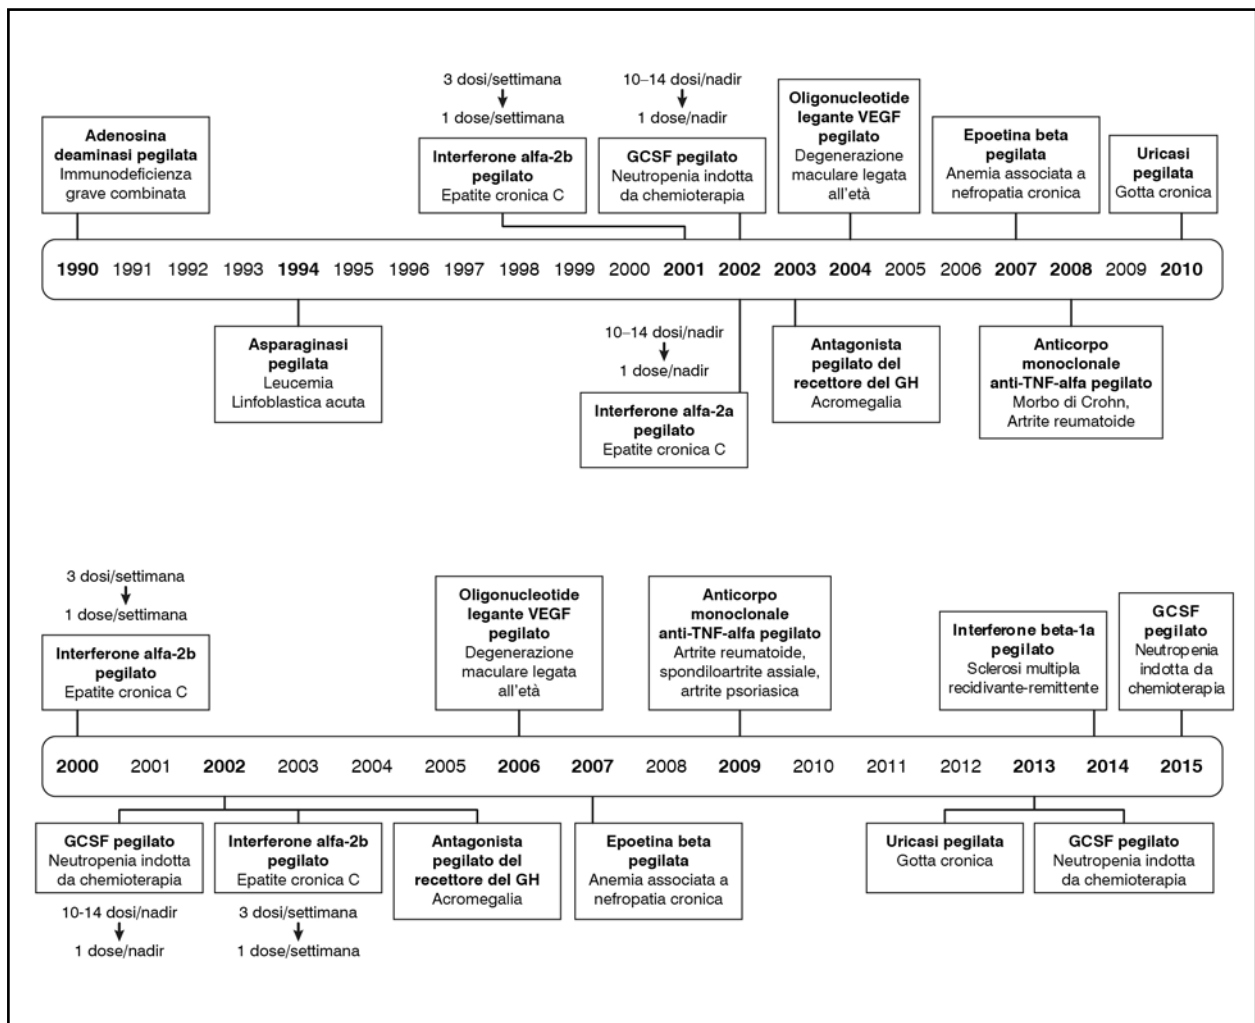 3 dosi/settimana
1 dose/settimana
10–14 dosi/nadir
1 dose/nadir
Adenosina
deaminasi pegilata
Immunodeficienza
grave combinata
Interferone alfa-2b
pegilato
Epatite cronica C
GCSF pegilato
Neutropenia indotta
da chemioterapia
Oligonucleotide
legante VEGF
pegilato
Degenerazione
maculare legata
all'età
Epoetina beta
pegilata
Anemia associata a
nefropatia cronica
Uricasi
pegilata
Gotta cronica
1990 1991 1992 1993 1994 1995 1996 1997 1998 1999 2000 2001 2002 2003 2004 2005 2006 2007 2008 2009 2010
Asparaginasi
pegilata
Leucemia
Linfoblastica acuta
10–14 dosi/nadir
1 dose/nadir
Interferone alfa-2a
pegilato
Epatite cronica C
Antagonista
pegilato del
recettore del GH
Acromegalia
Anticorpo
monoclonale
anti-TNF-alfa pegilato
Morbo di Crohn,
Artrite reumatoide
3 dosi/settimana
1 dose/settimana
Interferone alfa-2b
pegilato
Epatite cronica C
Oligonucleotide
legante VEGF
pegilato
Degenerazione
maculare legata
all'età
Anticorpo
monoclonale
anti-TNF-alfa pegilato
Artrite reumatoide,
spondiloartrite assiale,
artrite psoriasica
Interferone beta-1a
pegilato
Sclerosi multipla
recidivante-remittente
GCSF
pegilato
Neutropenia
indotta da
chemioterapia
2000 2001 2002 2003 2004 2005 2006 2007 2008 2009 2010 2011 2012 2013 2014 2015
GCSF pegilato
Neutropenia indotta
da chemioterapia
10-14 dosi/nadir
1 dose/nadir
Interferone alfa-2b
pegilato
Epatite cronica C
3 dosi/settimana
1 dose/settimana
Antagonista
pegilato del
recettore del GH
Acromegalia
Epoetina beta
pegilata
Anemia associata a
nefropatia cronica
Uricasi pegilata
Gotta cronica
GCSF pegilato
Neutropenia indotta
da chemioterapia